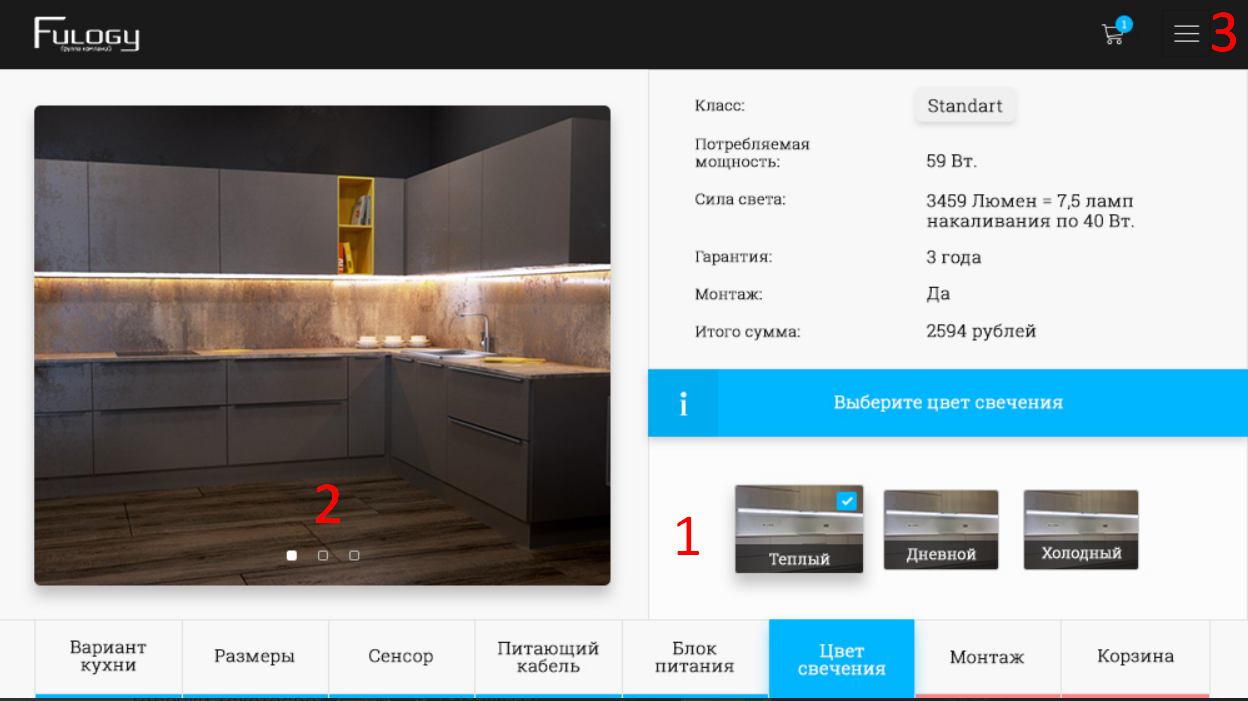 FULOGY
Группа компаний
1
3
Класс:
Standart
Потребляемая
мощность:
59 Вт.
Сила света:
3459 Люмен = 7,5 ламп
накаливания по 40 Вт.
Гарантия:
3 года
Монтаж:
Да
Итого сумма:
2594 рублей
i
Выберите цвет свечения
2
1
Теплый
Дневной
Холодный
Вариант
кухни
Размеры
Сенсор
Питающий
кабель
Блок
питания
Цвет
свечения
Монтаж
Корзина